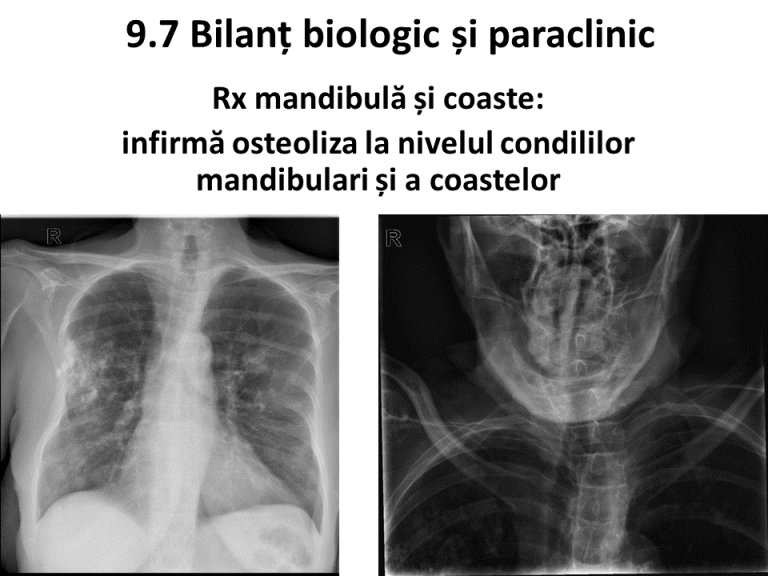 9.7 Bilanț biologic și paraclinic
Rx mandibulă și coaste:
infirmă osteoliza la nivelul condililor
mandibulari și a coastelor
R
R